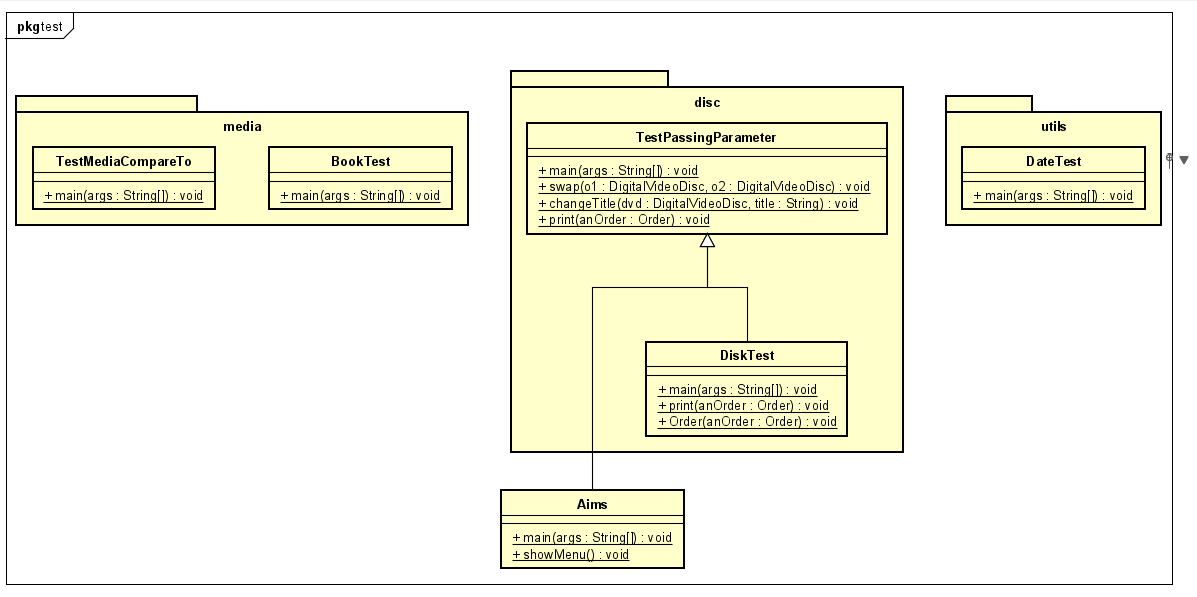 pkg test
media
TestMediaCompareTo
+ main(args : String[]) : void
BookTest
+ main(args : String[]) : void
disc
TestPassingParameter
+ main(args : String[]) : void
+ swap(o1 : DigitalVideoDisc, o2 : DigitalVideoDisc) : void
+ changeTitle(dvd : DigitalVideoDisc, title : String) : void
+ print(anOrder : Order) : void
DiskTest
+ main(args : String[]) : void
+ print(anOrder : Order) : void
+ Order(anOrder : Order) : void
utils
DateTest
+ main(args : String[]) : void
Aims
+ main(args : String[]) : void
+ showMenu() : void